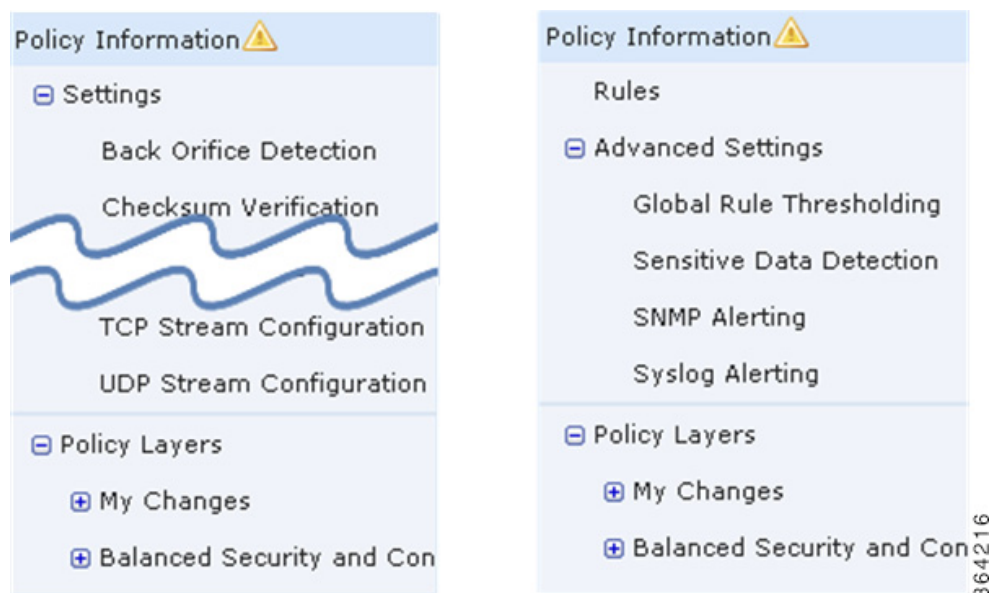 Policy Information
Settings
Back Orifice Detection
Checksum Verification
TCP Stream Configuration
UDP Stream Configuration
Policy Layers
My Changes
Balanced Security and Con
Policy Information
Rules
Advanced Settings
Global Rule Thresholding
Sensitive Data Detection
SNMP Alerting
Syslog Alerting
Policy Layers
My Changes
Balanced Security and Con
364216